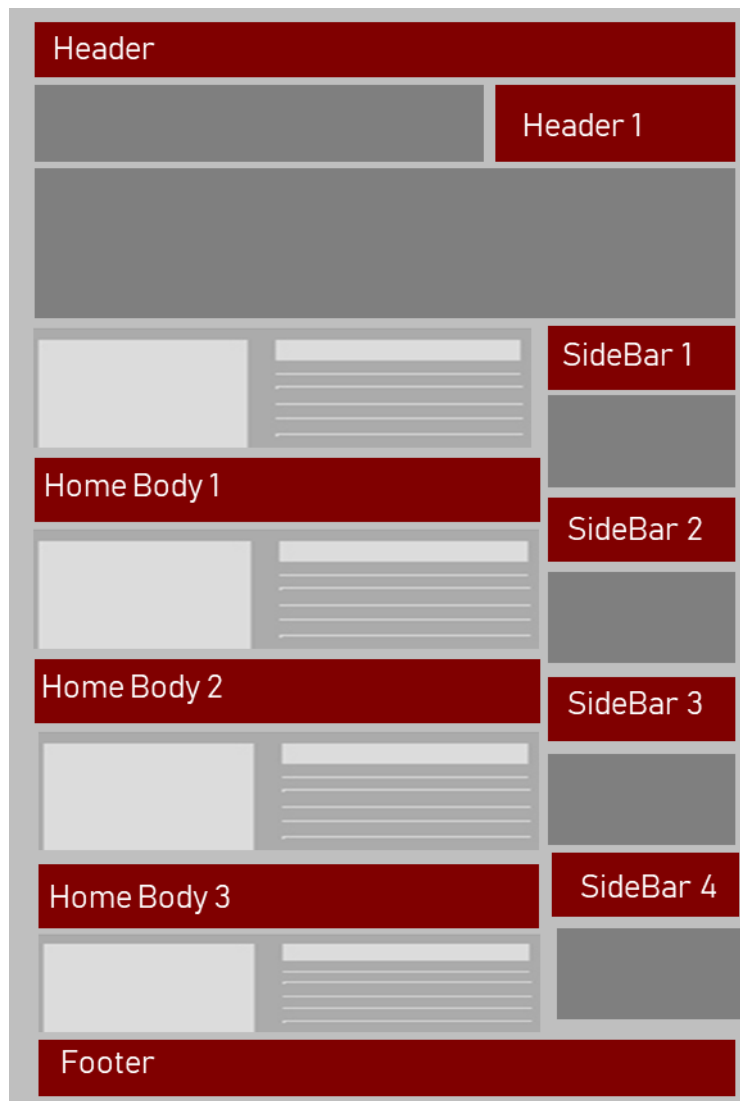 Header
Header 1
SideBar 1
Home Body 1
SideBar 2
Home Body 2
SideBar 3
Home Body 3
SideBar 4
Footer